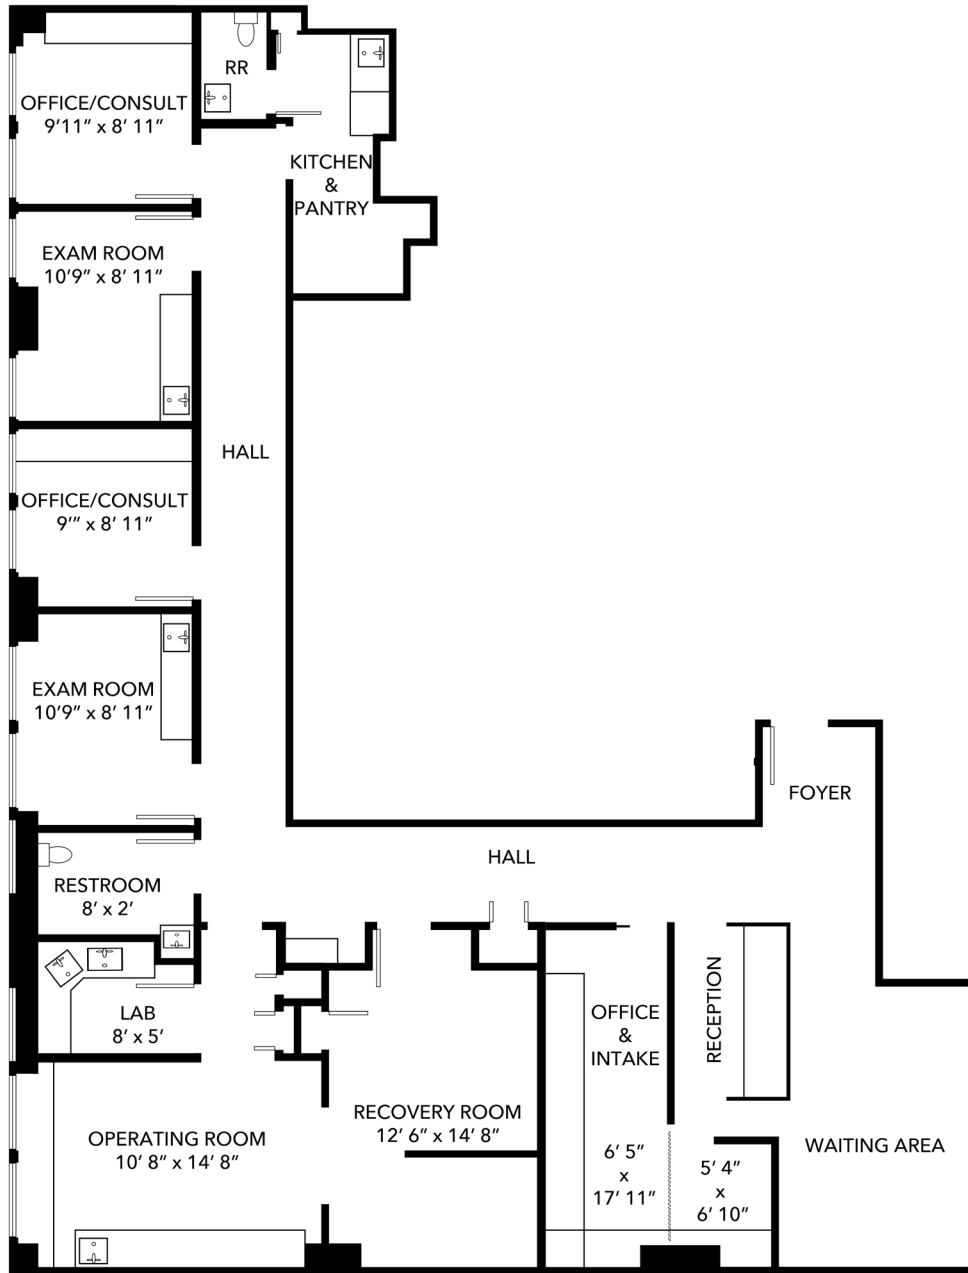 RR
OFFICE/CONSULT
9'11" x 8' 11"
KITCHEN
&
PANTRY
EXAM ROOM
10'9" x 8' 11"
HALL
OFFICE/CONSULT
9'" x 8' 11"
EXAM ROOM
10'9" x 8' 11"
FOYER
HALL
RESTROOM
8' x 2'
LAB
8' x 5'
OFFICE
&
INTAKE
RECEPTION
RECOVERY ROOM
12' 6" x 14' 8"
OPERATING ROOM
10' 8" x 14' 8"
WAITING AREA
6' 5"
x
17' 11"
5' 4"
x
6' 10"